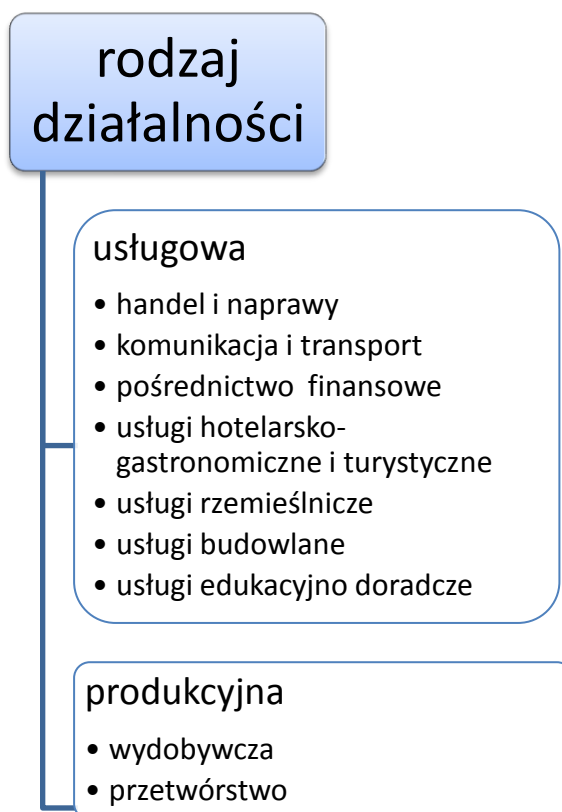 rodzaj
działalności
usługowa
• handel i naprawy
• komunikacja i transport
• pośrednictwo finansowe
• usługi hotelarsko-
gastronomiczne i turystyczne
• usługi rzemieślnicze
• usługi budowlane
• usługi edukacyjno doradcze
produkcyjna
• wydobywcza
• przetwórstwo